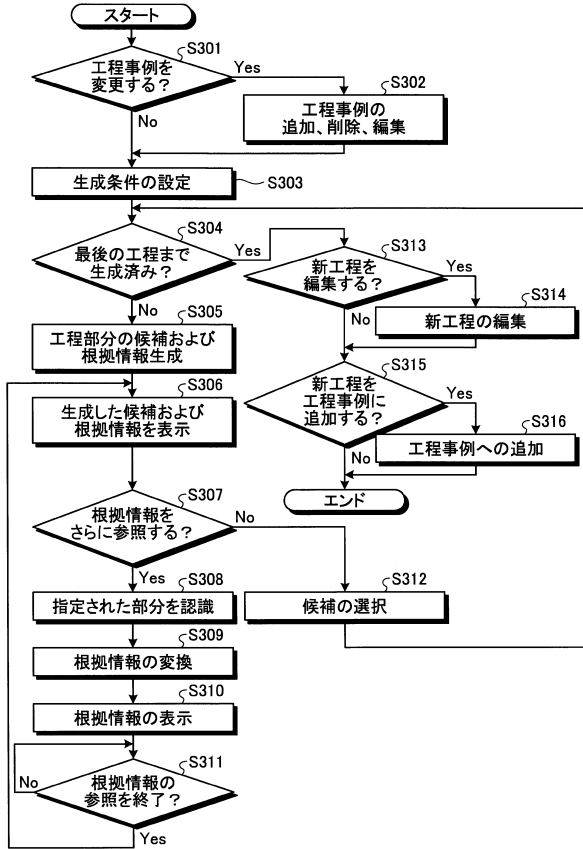 スタート
S301
工程事例を
変更する?
Yes
No
S302
工程事例の
追加、削除、編集
生成条件の設定
S303
S304
最後の工程まで
生成済み?
Yes
No
S313
新工程を
編集する?
Yes
No
S314
新工程の編集
S305
工程部分の候補および
根拠情報生成
S315
新工程を
工程事例に
追加する?
Yes
No
S306
生成した候補および
根拠情報を表示
S316
工程事例への追加
エンド
S307
根拠情報を
さらに参照する?
No
Yes
S308
指定された部分を認識
S312
候補の選択
S309
根拠情報の変換
S310
根拠情報の表示
S311
根拠情報の
参照を終了?
No
Yes